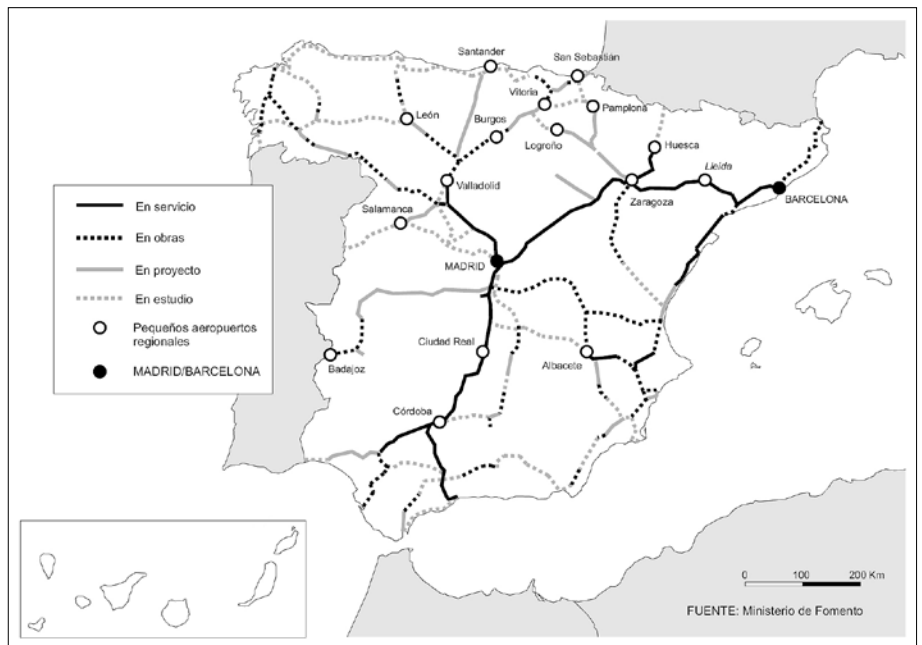 Santander
San Sebastián
Vitoria
León
Burgos
Pamplona
Logroño
Huesca
Lleida
Valladolid
Zaragoza
BARCELONA
Salamanca
MADRID
En servicio
En obras
En proyecto
En estudio
Pequeños aeropuertos
regionales
MADRID/BARCELONA
Ciudad Real
Albacete
Badajoz
Córdoba
0 100 200 Km
FUENTE: Ministerio de Fomento